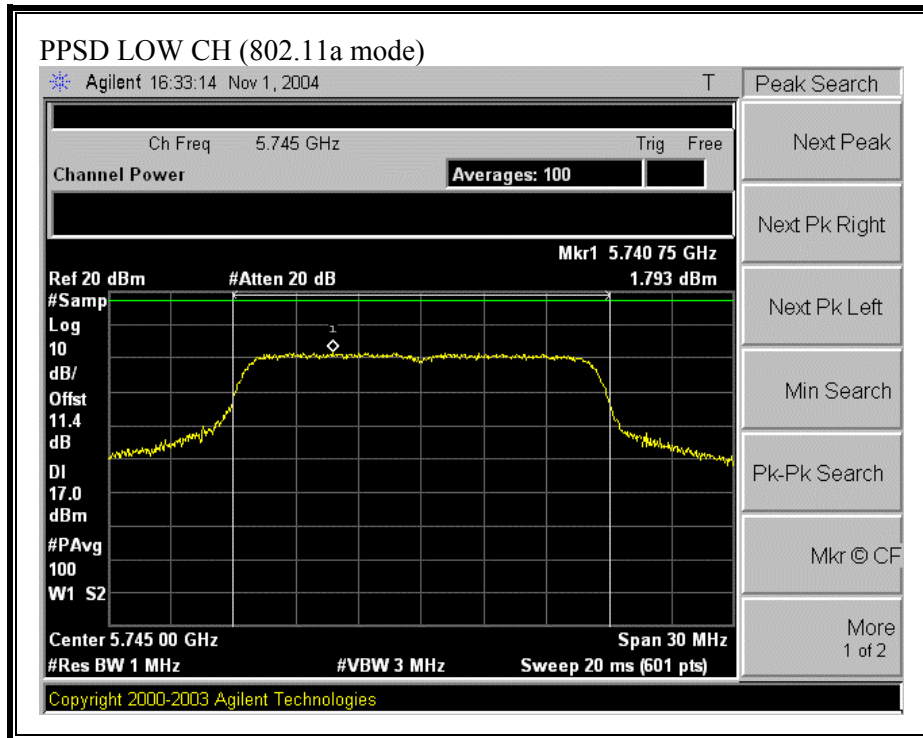 PPSD LOW CH (802.11a mode)
Agilent 16:33:14 Nov 1, 2004 T
Peak Search
Ch Freq 5.745 GHz Trig Free
Channel Power Averages: 100
Mkr1 5.740 75 GHz
Ref 20 dBm #Atten 20 dB 1.793 dBm
#Samp
Log
10
dB/
Offst
11.4
dB
DI
17.0
dBm
#PAvg
100
W1 S2
1
Center 5.745 00 GHz Span 30 MHz
#Res BW 1 MHz #VBW 3 MHz Sweep 20 ms (601 pts)
Copyright 2000-2003 Agilent Technologies
Next Peak
Next Pk Right
Next Pk Left
Min Search
Pk-Pk Search
Mkr © CF
More
1 of 2